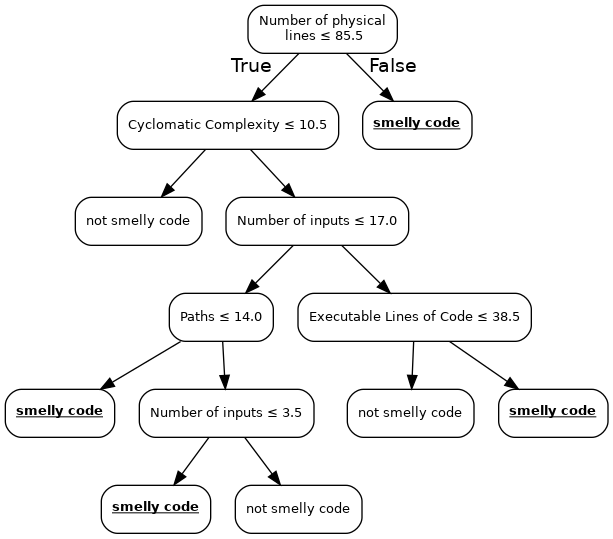 Number of physical
lines ≤ 85.5
True
False
Cyclomatic Complexity ≤ 10.5
smelly code
not smelly code
Number of inputs ≤ 17.0
Paths ≤ 14.0
Executable Lines of Code ≤ 38.5
smelly code
Number of inputs ≤ 3.5
not smelly code
smelly code
smelly code
not smelly code